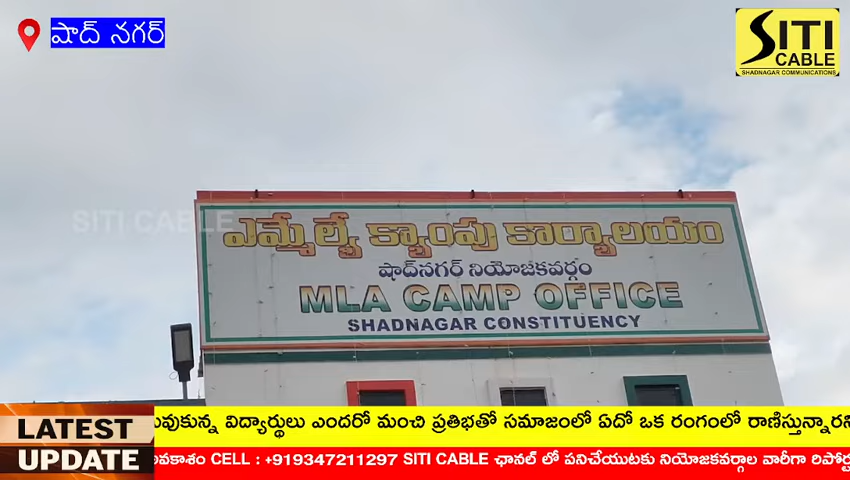 షాద్ నగర్
SITI
CABLE
SHADNAGAR COMMUNICATIONS
SITI CABLE
ఎమ్మేల్యే క్యాంపు కార్యాలయం
షాద్‌నగర్ నియోజకవర్గం
MLA CAMP OFFICE
SHADNAGAR CONSTITUENCY
LATEST
UPDATE
విద్యార్థులు ఎందరో మంచి ప్రతిభతో సమాజంలో ఏదో ఒక రంగంలో రాణిస్తున్నారని
CELL : +919347211297 SITI CABLE ఛానల్ లో పనిచేయుటకు నియోజకవర్గాల వారీగా